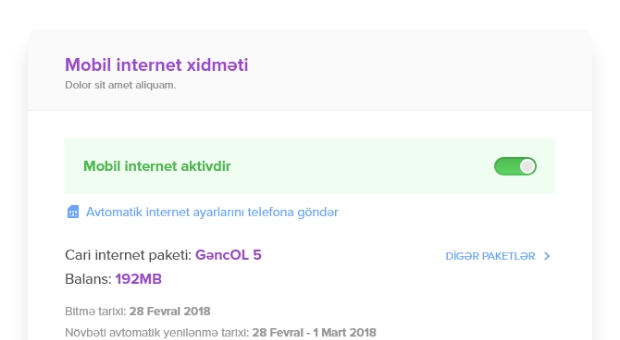 Mobil internet xidməti
Dolor sit amet aliquam.
Mobil internet aktivdir
Avtomatik internet ayarlarını telefona göndər
Cari internet paketi: GəncOL 5
DİGƏR PAKETLƏR
Balans: 192MB
Bitmə tarixi: 28 Fevral 2018
Növbəti avtomatik yenilənmə tarixi: 28 Fevral - 1 Mart 2018